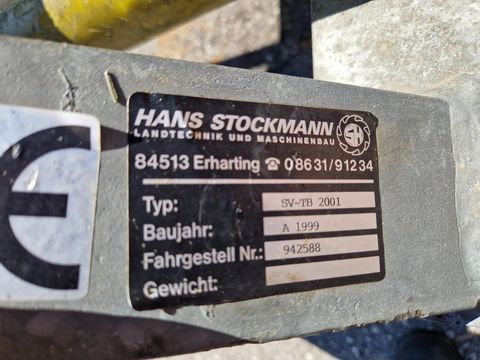 HANS STOCKMANN
LANDTECHNIK UND MASCHINENBAU
84513 Erharting ☎ 08631/91234
Typ: SV-TB 2001
Baujahr: A 1999
Fahrgestell Nr.: 942588
Gewicht:
CE